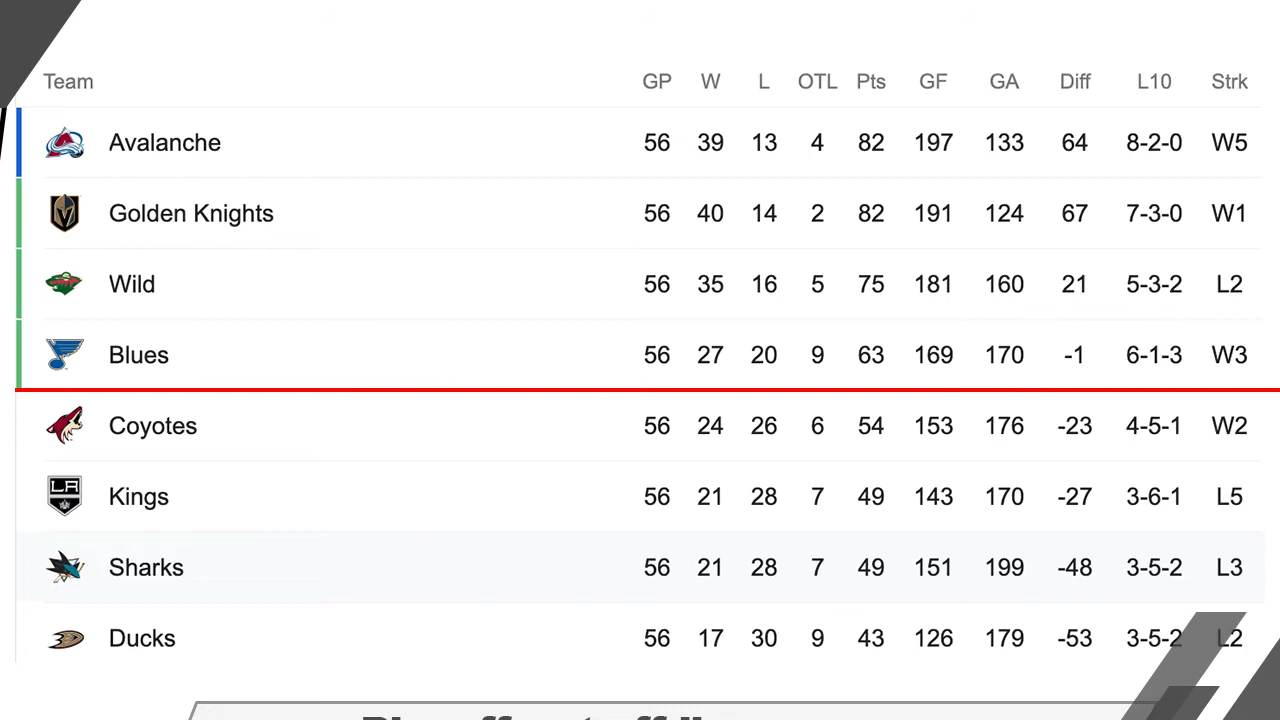 Team GP W L OTL Pts GF GA Diff L10 Strk
Avalanche 56 39 13 4 82 197 133 64 8-2-0 W5
Golden Knights 56 40 14 2 82 191 124 67 7-3-0 W1
Wild 56 35 16 5 75 181 160 21 5-3-2 L2
Blues 56 27 20 9 63 169 170 -1 6-1-3 W3
Coyotes 56 24 26 6 54 153 176 -23 4-5-1 W2
LA
Kings 56 21 28 7 49 143 170 -27 3-6-1 L5
Sharks 56 21 28 7 49 151 199 -48 3-5-2 L3
Ducks 56 17 30 9 43 126 179 -53 3-5-2 L2